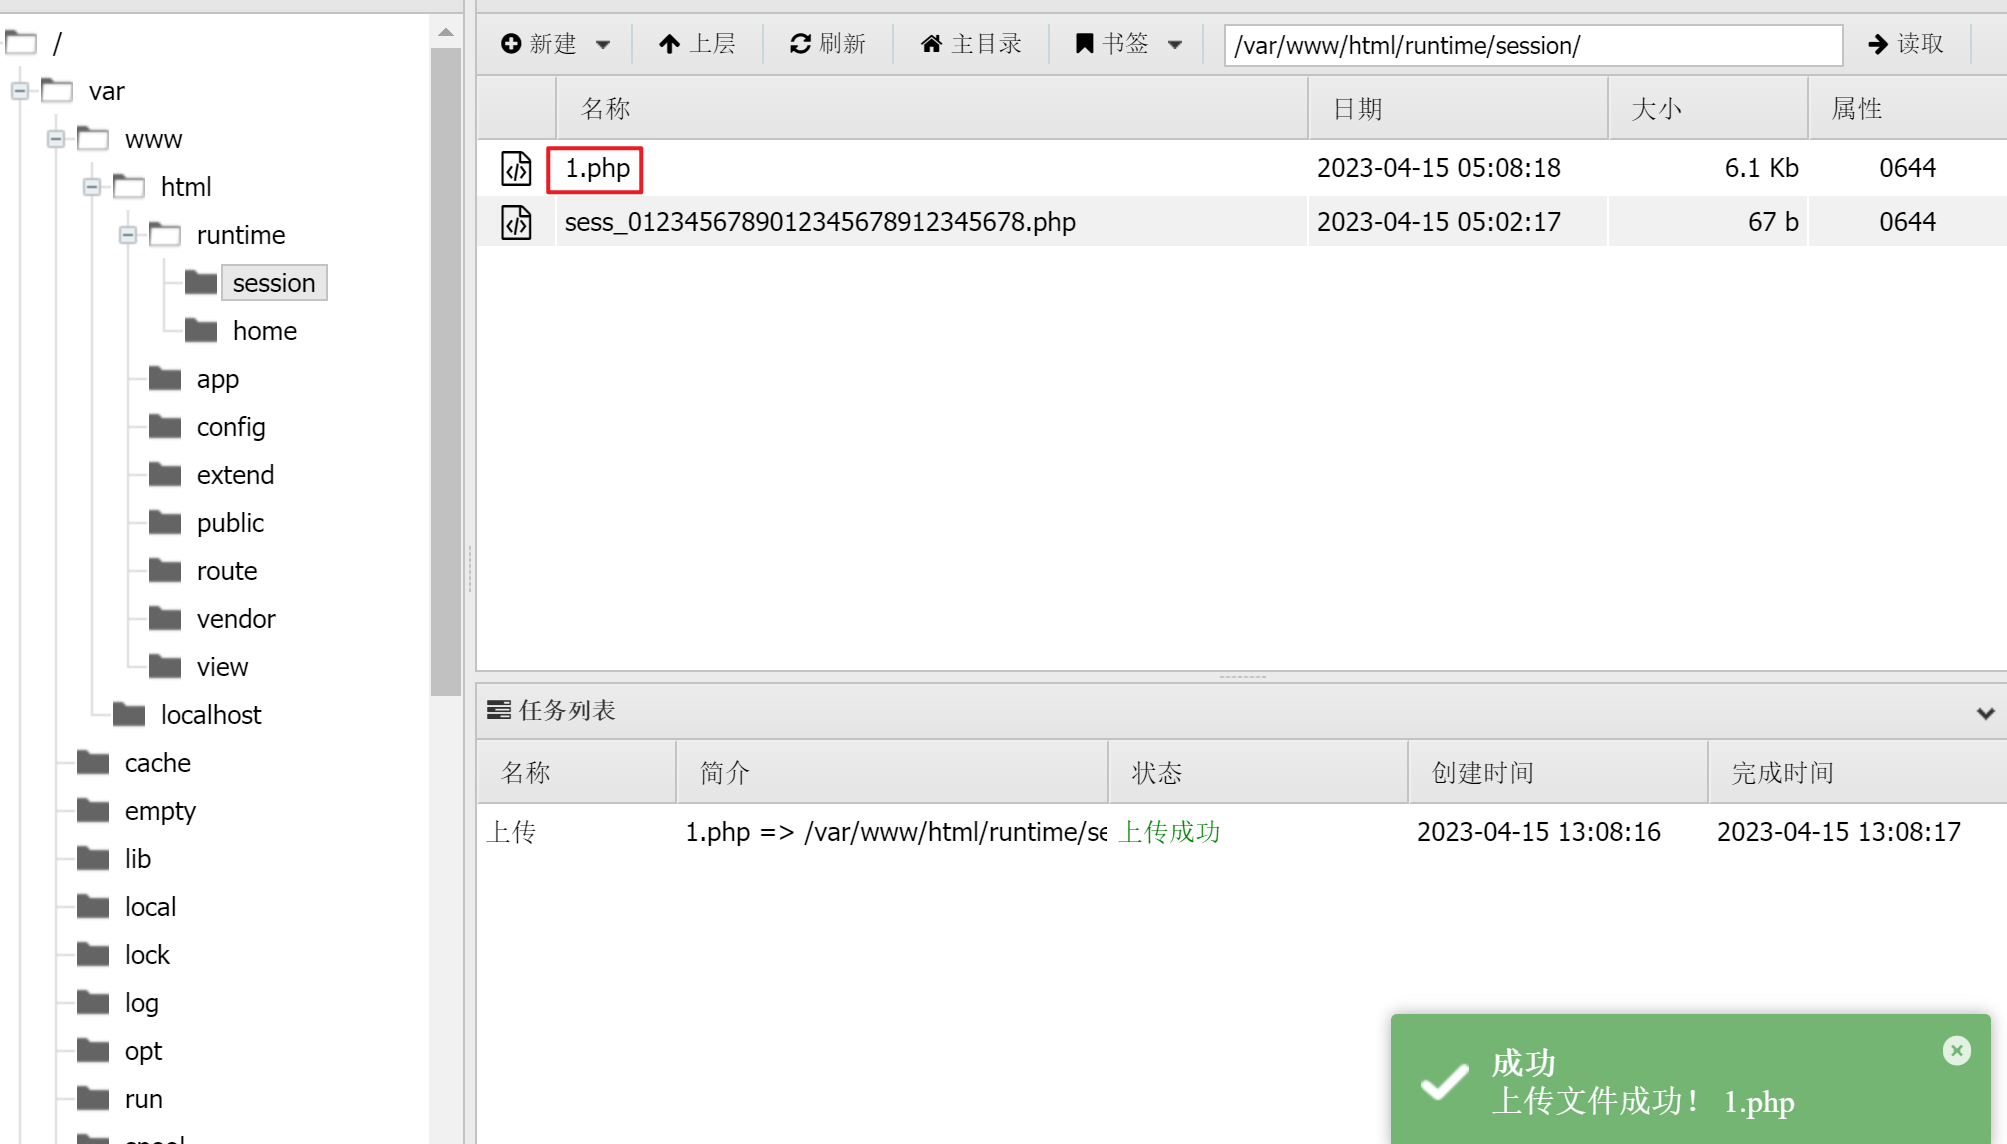 /
var
www
html
runtime
session
home
app
config
extend
public
route
vendor
view
localhost
cache
empty
lib
local
lock
log
opt
run
新建 上层 刷新 主目录 书签 /var/www/html/runtime/session/ 读取
名称 日期 大小 属性
1.php 2023-04-15 05:08:18 6.1 Kb 0644
sess_0123456789012345678912345678.php 2023-04-15 05:02:17 67 b 0644
任务列表
名称 简介 状态 创建时间 完成时间
上传 1.php => /var/www/html/runtime/se 上传成功 2023-04-15 13:08:16 2023-04-15 13:08:17
成功
上传文件成功！ 1.php